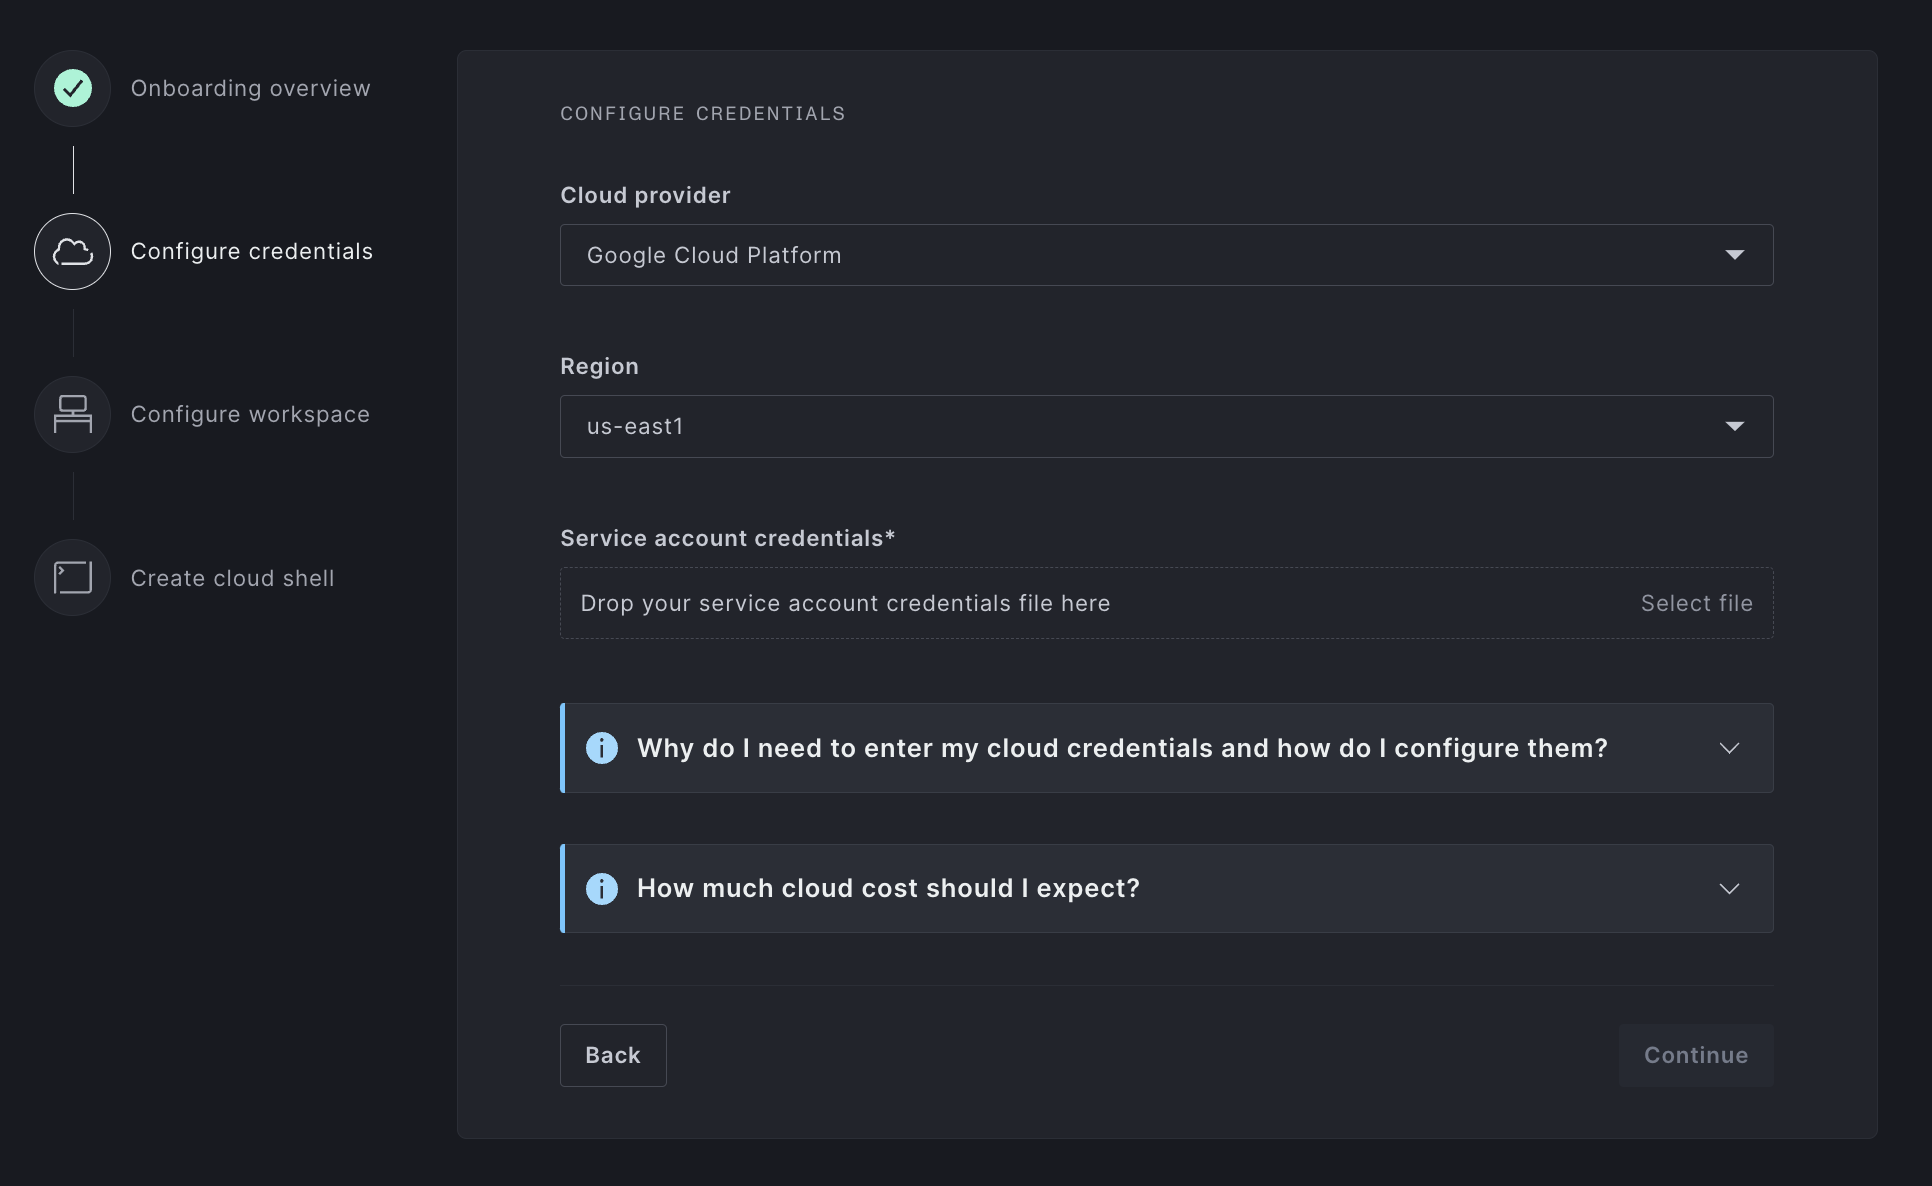 Onboarding overview
Configure credentials
Configure workspace
Create cloud shell
CONFIGURE CREDENTIALS
Cloud provider
Google Cloud Platform
Region
us-east1
Service account credentials*
Drop your service account credentials file here
Select file
Why do I need to enter my cloud credentials and how do I configure them?
How much cloud cost should I expect?
Back
Continue